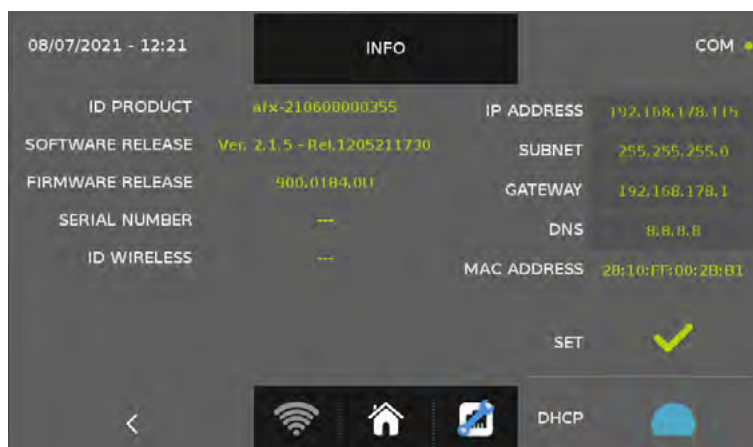 08/07/2021 - 12:21
INFO
COM
ID PRODUCT alx-210608000355
SOFTWARE RELEASE Ver. 2.1.5 - Rel.1205211730
FIRMWARE RELEASE 900.0184.0U
SERIAL NUMBER ---
ID WIRELESS ---
IP ADDRESS 192.168.178.115
SUBNET 255.255.255.0
GATEWAY 192.168.178.1
DNS 8.8.8.8
MAC ADDRESS 28:10:FF:00:2B:B1
SET
DHCP